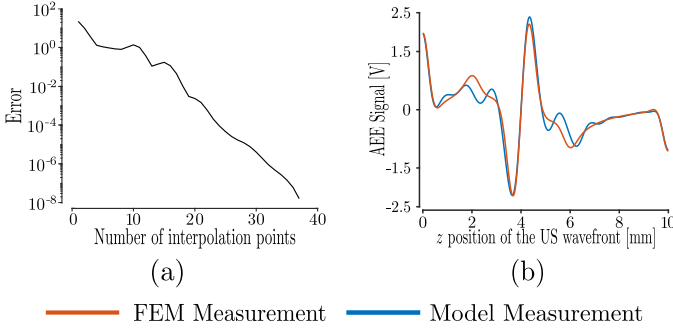 10^2
10^0
10^-2
10^-4
10^-6
10^-8
Error
0 10 20 30 40
Number of interpolation points
(a)
2.5
1.5
0
-1.5
-2.5
AEE Signal [V]
0 2 4 6 8 10
z position of the US wavefront [mm]
(b)
FEM Measurement Model Measurement